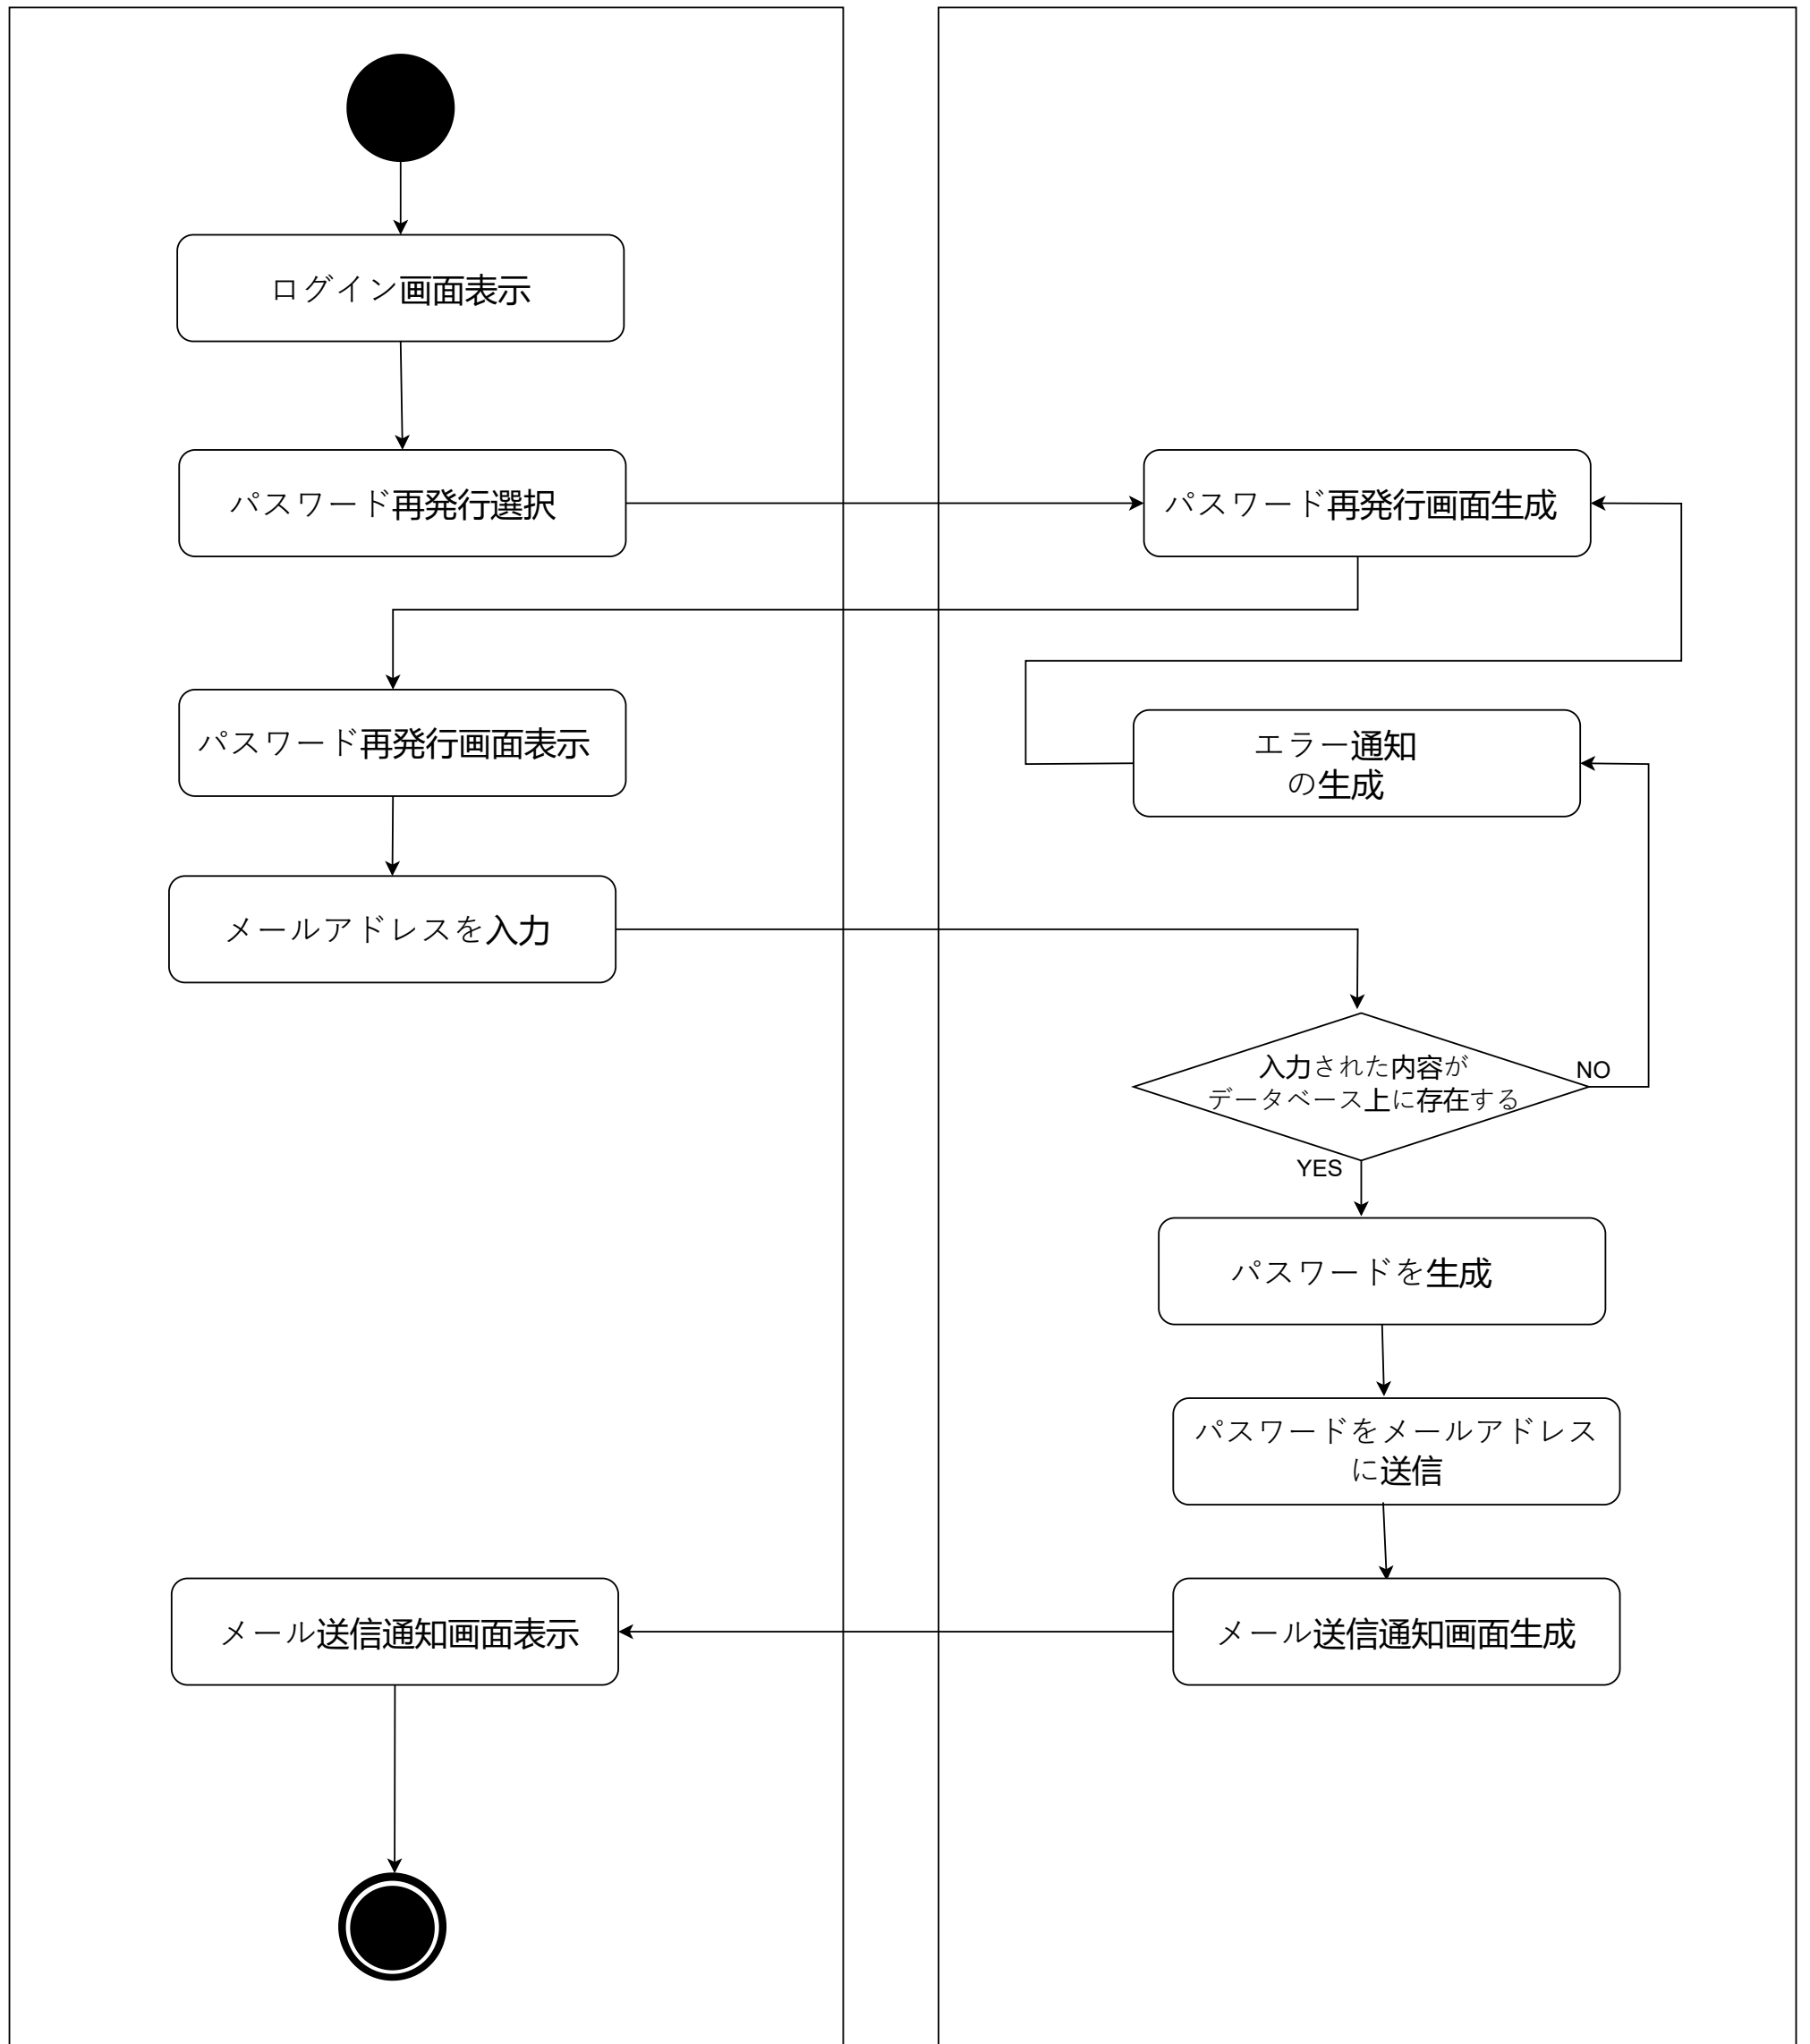 ログイン画面表示
パスワード再発行選択
パスワード再発行画面生成
パスワード再発行画面表示
エラー通知
の生成
メールアドレスを入力
入力された内容が
データベース上に存在する
NO
YES
パスワードを生成
パスワードをメールアドレス
に送信
メール送信通知画面表示
メール送信通知画面生成